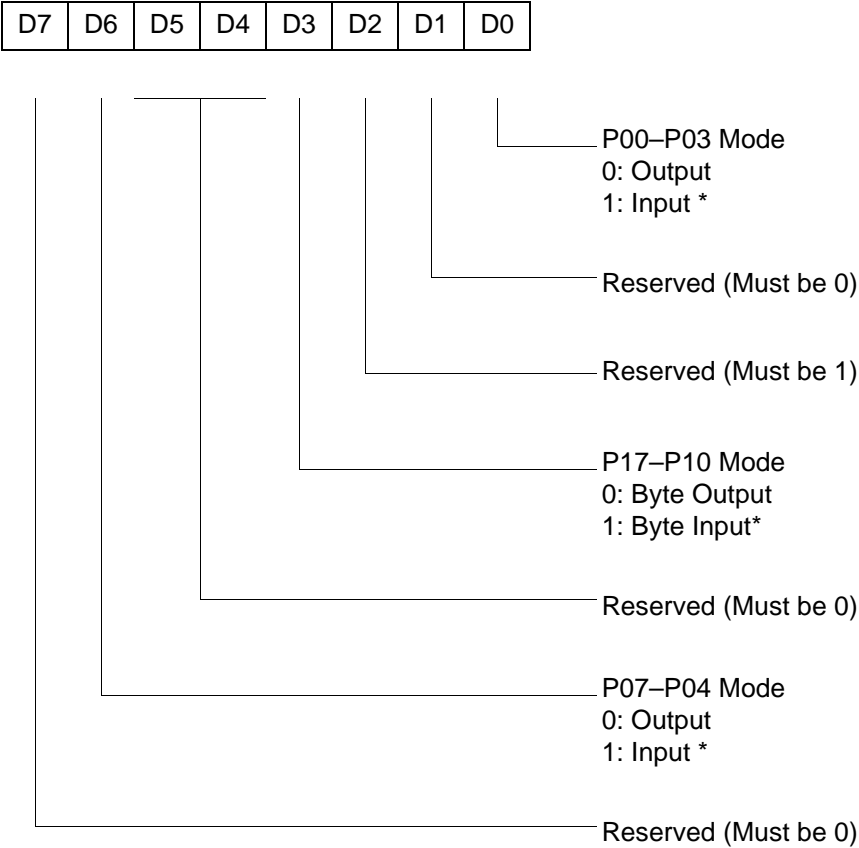 D7 D6 D5 D4 D3 D2 D1 D0
P00–P03 Mode
0: Output
1: Input *
Reserved (Must be 0)
Reserved (Must be 1)
P17–P10 Mode
0: Byte Output
1: Byte Input*
Reserved (Must be 0)
P07–P04 Mode
0: Output
1: Input *
Reserved (Must be 0)